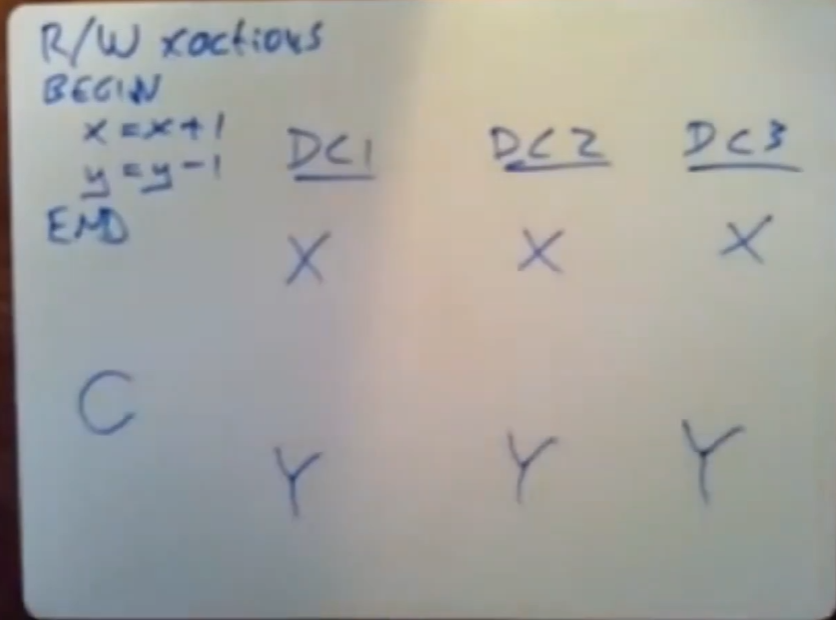 R/W xactions
BEGIN
x = x + 1
y = y - 1
END
DC1 DC2 DC3
X X X
C
Y Y Y